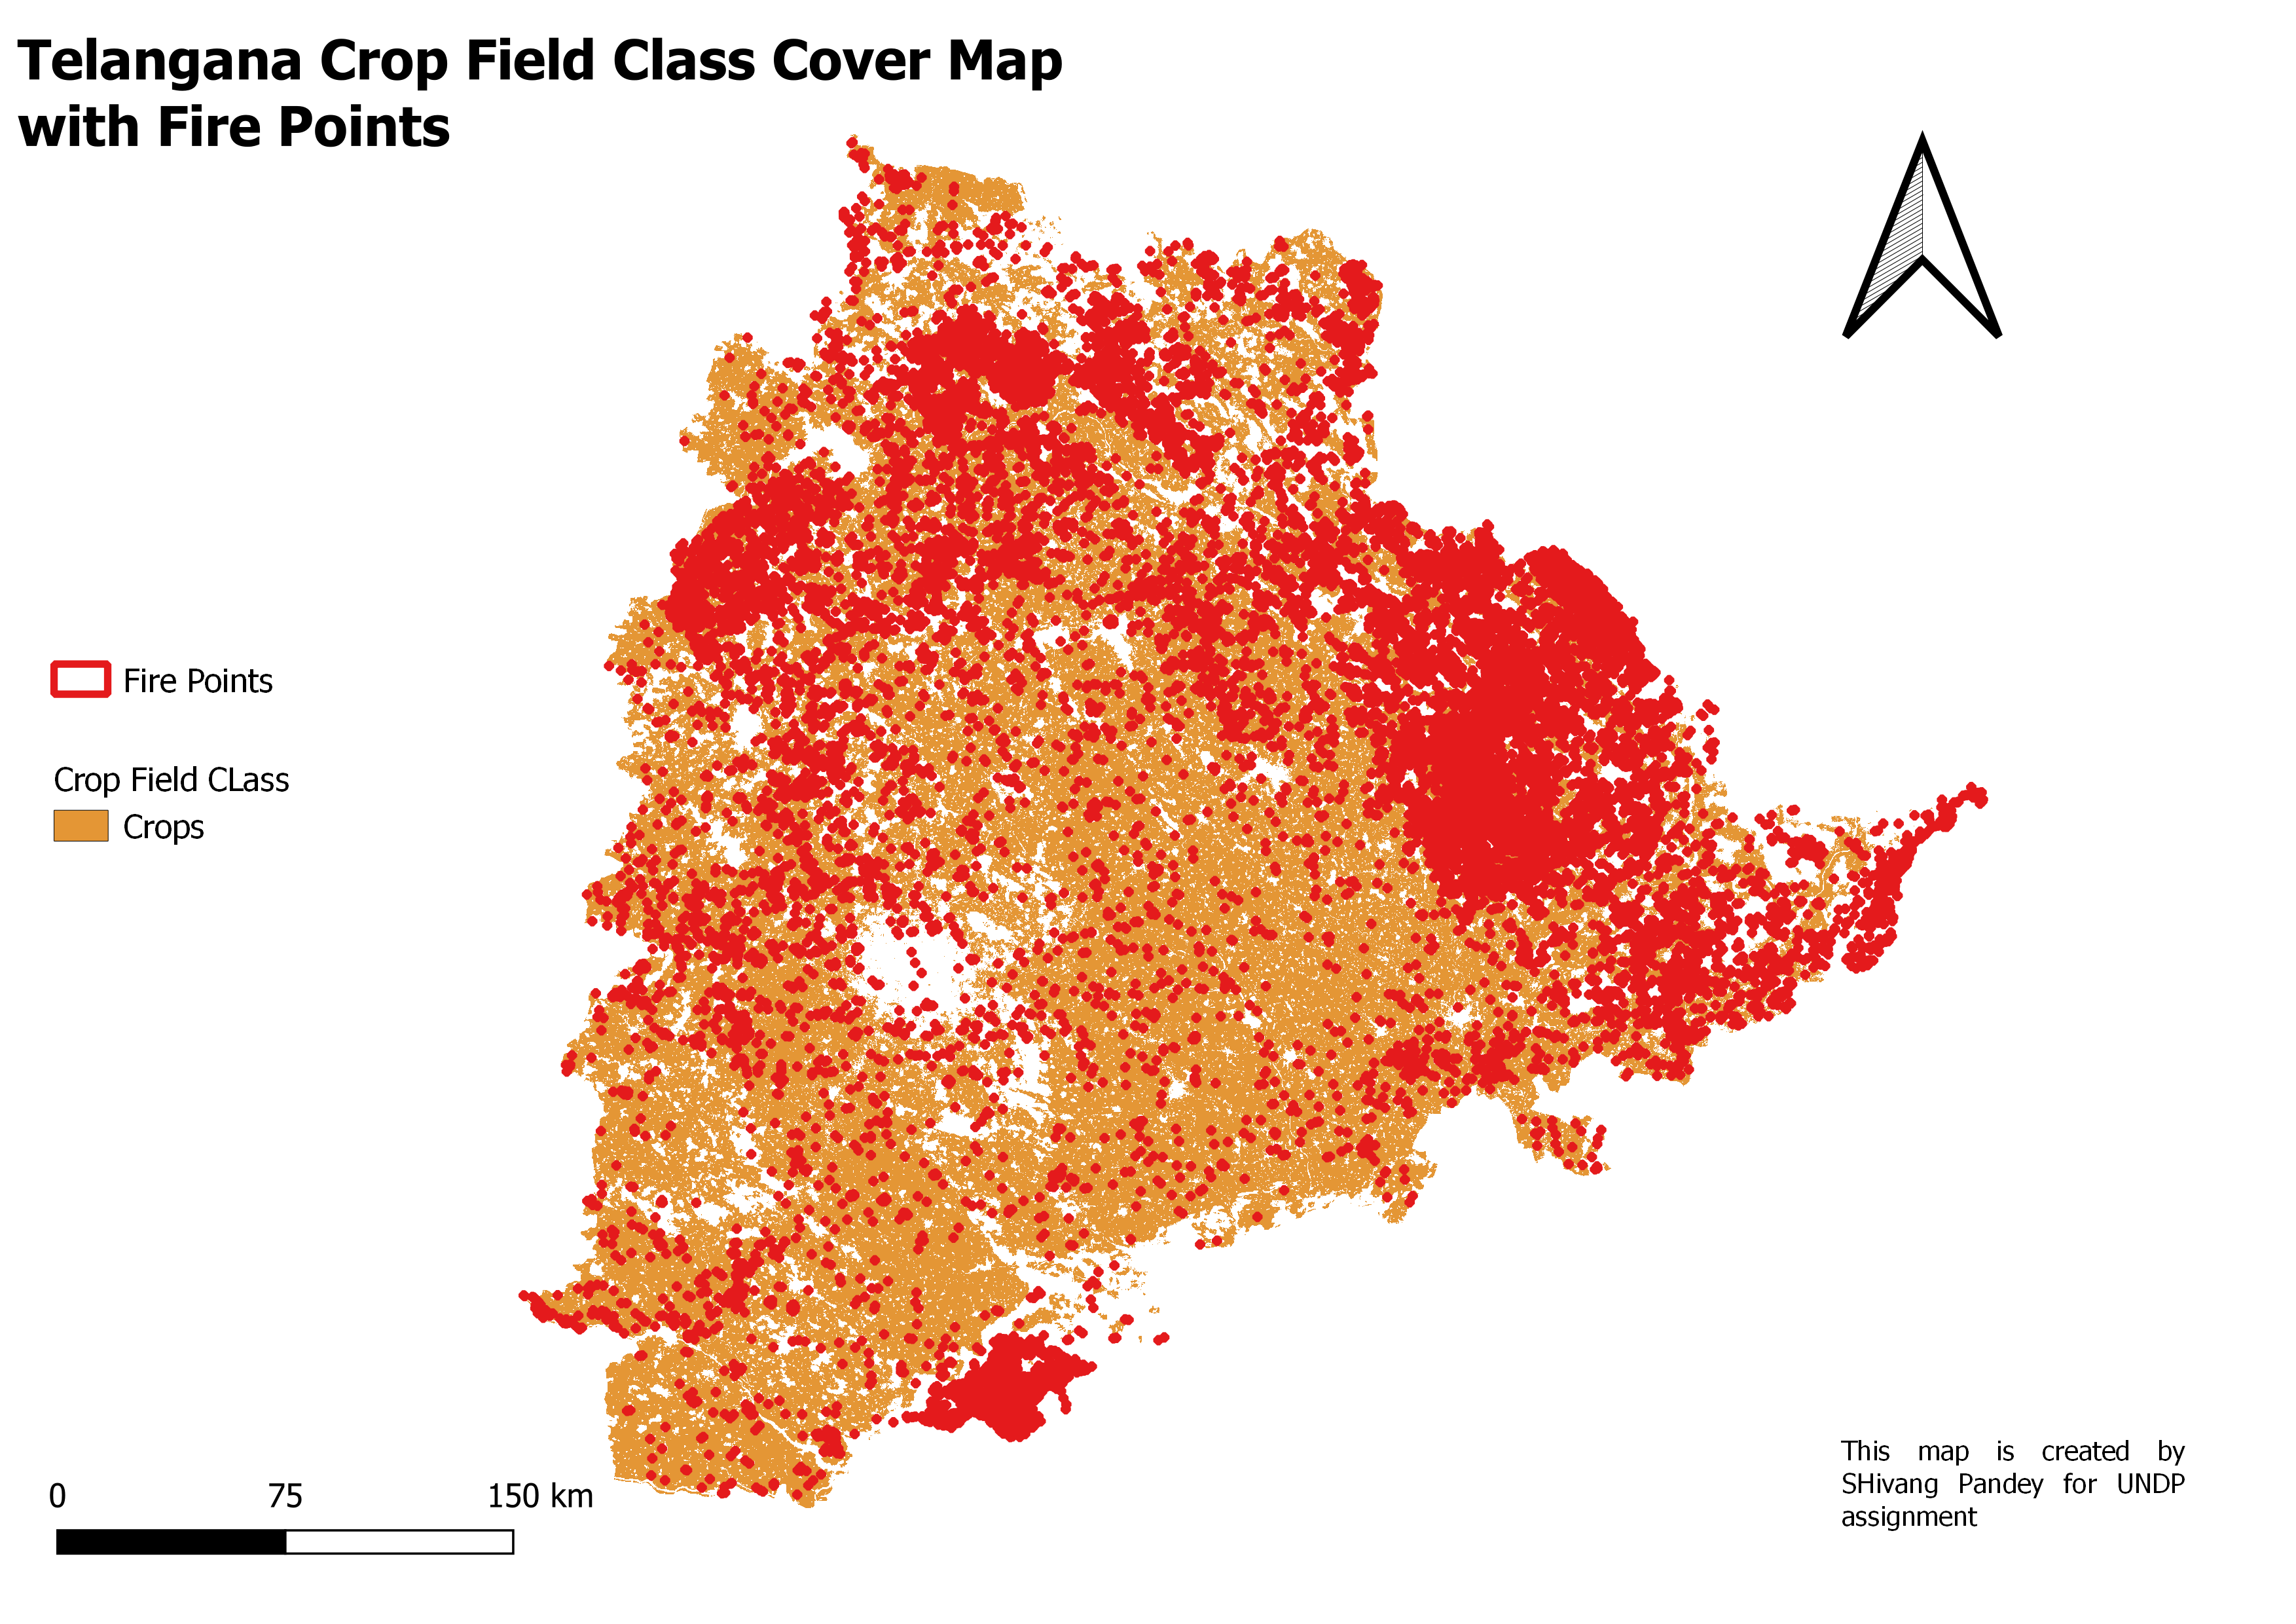 Telangana Crop Field Class Cover Map
with Fire Points
Fire Points
Crop Field CLass
Crops
0 75 150 km
This map is created by
SHivang Pandey for UNDP
assignment